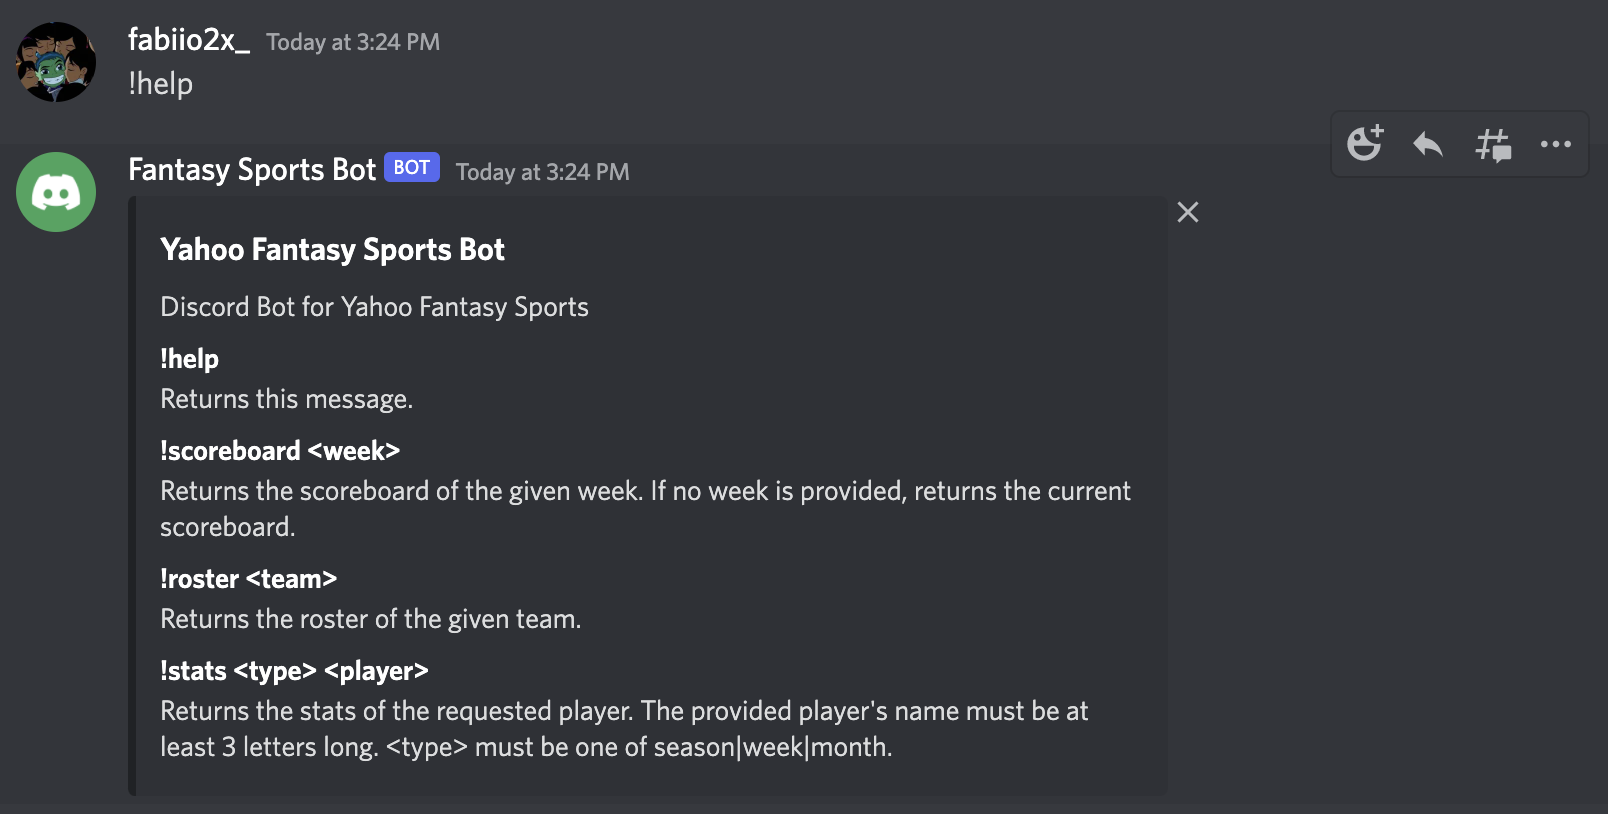 fabiio2x_ Today at 3:24 PM
!help
Fantasy Sports Bot BOT Today at 3:24 PM
Yahoo Fantasy Sports Bot
Discord Bot for Yahoo Fantasy Sports
!help
Returns this message.
!scoreboard <week>
Returns the scoreboard of the given week. If no week is provided, returns the current
scoreboard.
!roster <team>
Returns the roster of the given team.
!stats <type> <player>
Returns the stats of the requested player. The provided player's name must be at
least 3 letters long. <type> must be one of season|week|month.